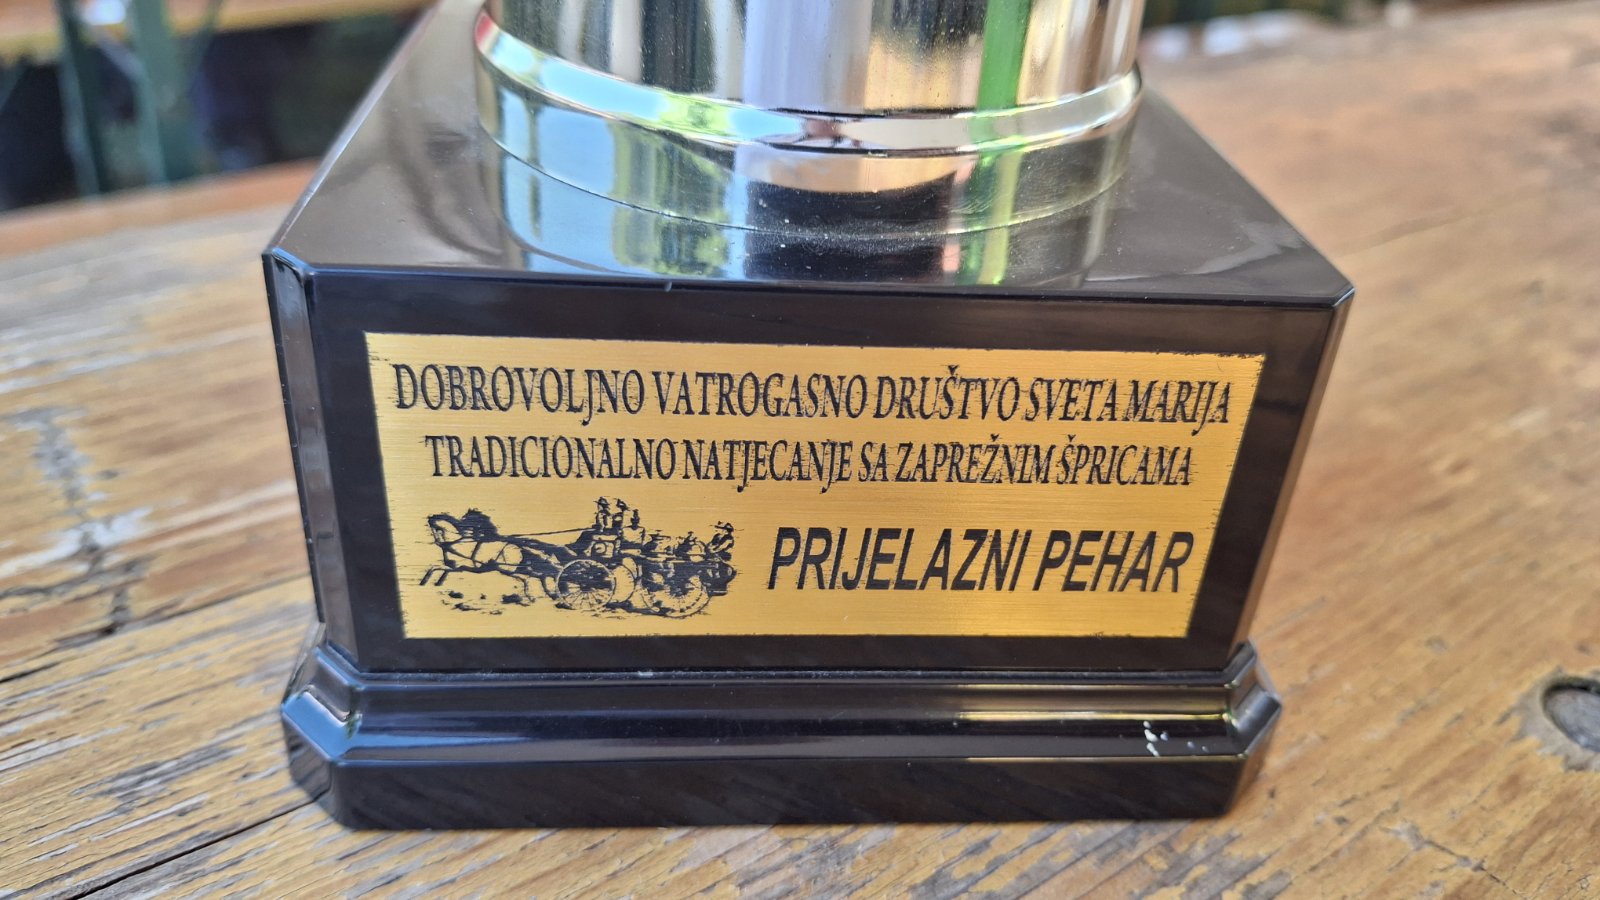 DOBROVOLJNO VATROGASNO DRUŠTVO SVETA MARIJA
TRADICIONALNO NATJECANJE SA ZAPREŽNIM ŠPRICAMA
PRIJELAZNI PEHAR